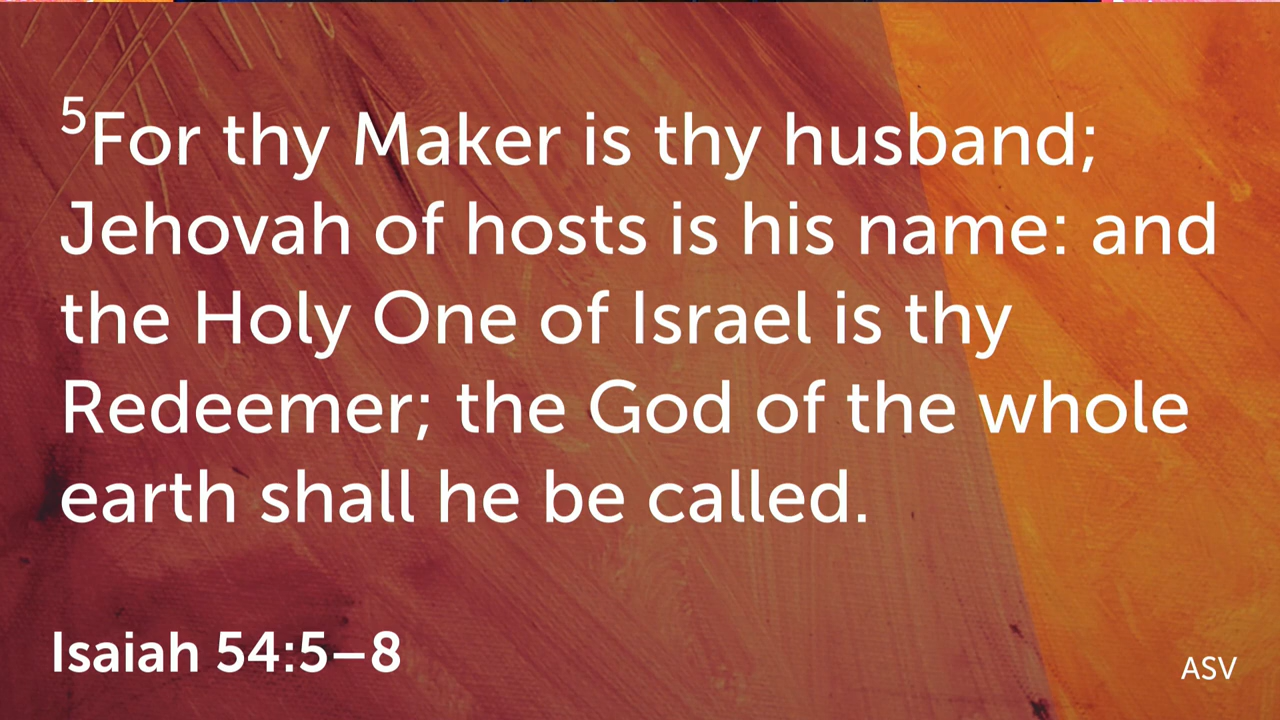 ⁵For thy Maker is thy husband;
Jehovah of hosts is his name: and
the Holy One of Israel is thy
Redeemer; the God of the whole
earth shall he be called.
Isaiah 54:5–8
ASV